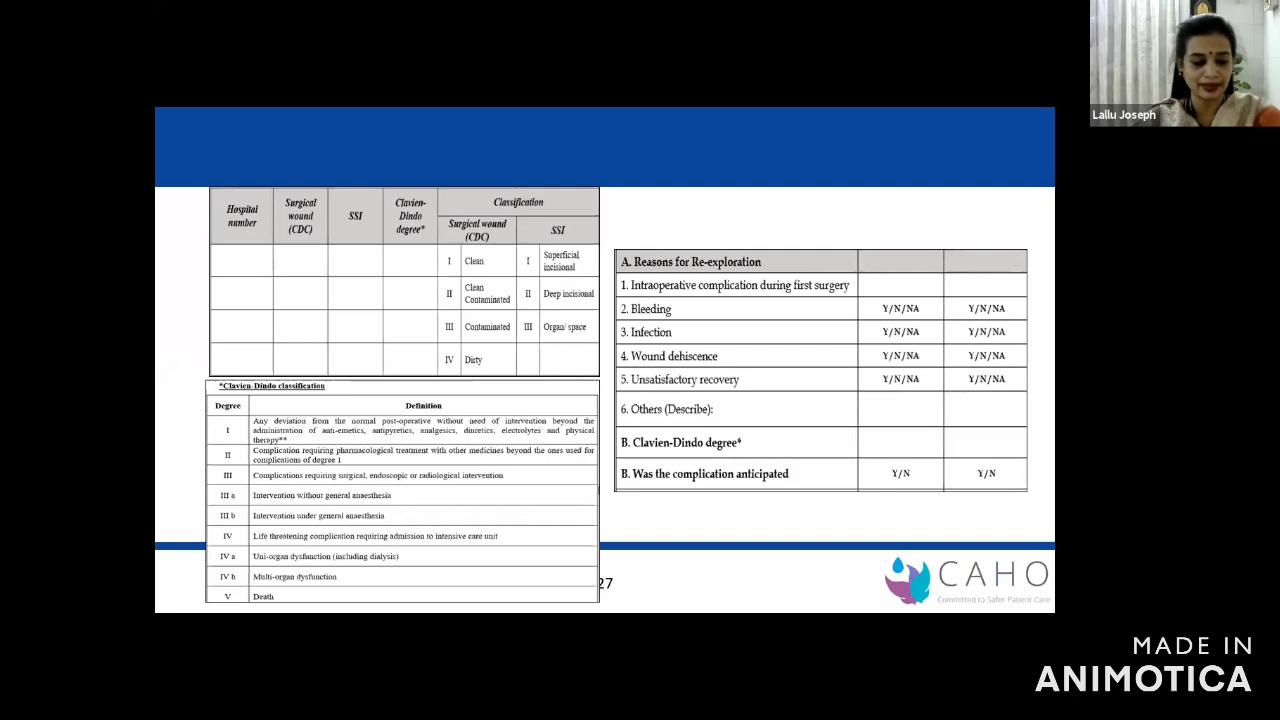 Lallu Joseph
Hospital
number
Surgical
wound
(CDC)
SSI
Clavien-
Dindo
degree*
Classification
Surgical wound
(CDC)
SSI
I Clean I Superficial
incisional
II Clean
Contaminated
II Deep incisional
III Contaminated III Organ/ space
IV Dirty
*Clavien-Dindo classification
Degree Definition
I Any deviation from the normal post-operative without need of intervention beyond the
administration of anti-emetics, antipyretics, analgesics, diuretics, electrolytes and physical
therapy**
II Complication requiring pharmacological treatment with other medicines beyond the ones used for
complications of degree 1
III Complications requiring surgical, endoscopic or radiological intervention
III a Intervention without general anaesthesia
III b Intervention under general anaesthesia
IV Life threatening complication requiring admission to intensive care unit
IV a Uni-organ dysfunction (including dialysis)
IV b Multi-organ dysfunction
V Death
A. Reasons for Re-exploration
1. Intraoperative complication during first surgery
2. Bleeding Y/N/NA Y/N/NA
3. Infection Y/N/NA Y/N/NA
4. Wound dehiscence Y/N/NA Y/N/NA
5. Unsatisfactory recovery Y/N/NA Y/N/NA
6. Others (Describe):
B. Clavien-Dindo degree*
B. Was the complication anticipated Y/N Y/N
27
CAHO
Committed to Safer Patient Care
MADE IN
ANIMOTICA